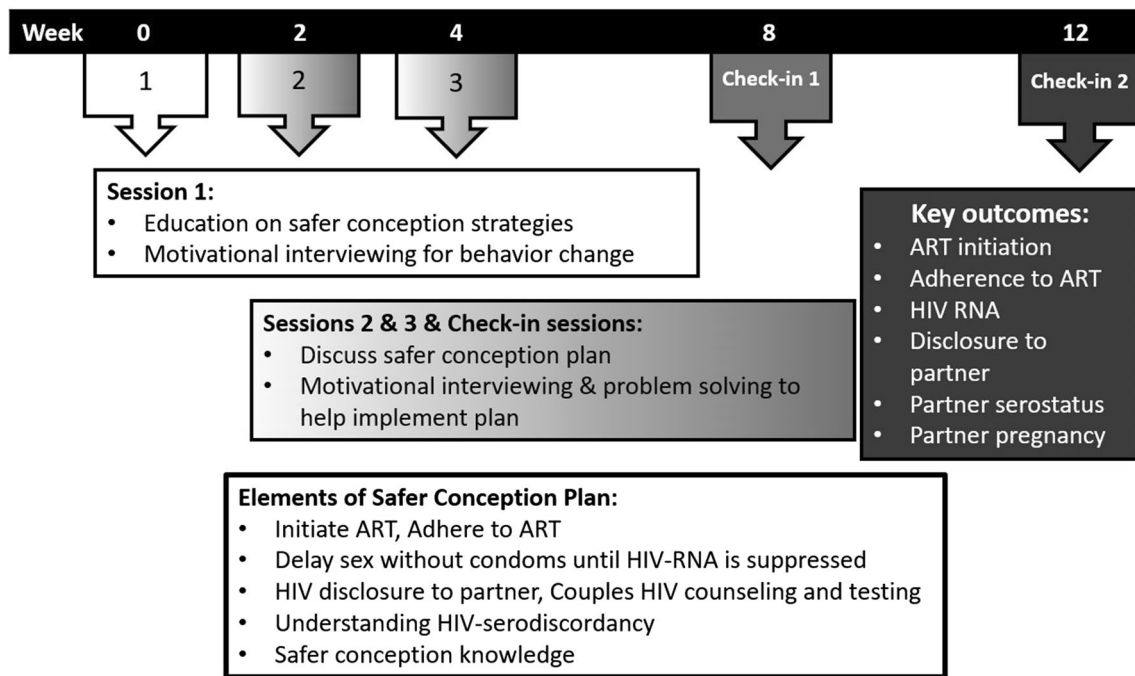 Week 0 2 4 8 12
1 2 3 Check-in 1 Check-in 2
Session 1:
• Education on safer conception strategies
• Motivational interviewing for behavior change
Sessions 2 & 3 & Check-in sessions:
• Discuss safer conception plan
• Motivational interviewing & problem solving to
help implement plan
Key outcomes:
• ART initiation
• Adherence to ART
• HIV RNA
• Disclosure to
partner
• Partner serostatus
• Partner pregnancy
Elements of Safer Conception Plan:
• Initiate ART, Adhere to ART
• Delay sex without condoms until HIV-RNA is suppressed
• HIV disclosure to partner, Couples HIV counseling and testing
• Understanding HIV-serodiscordancy
• Safer conception knowledge